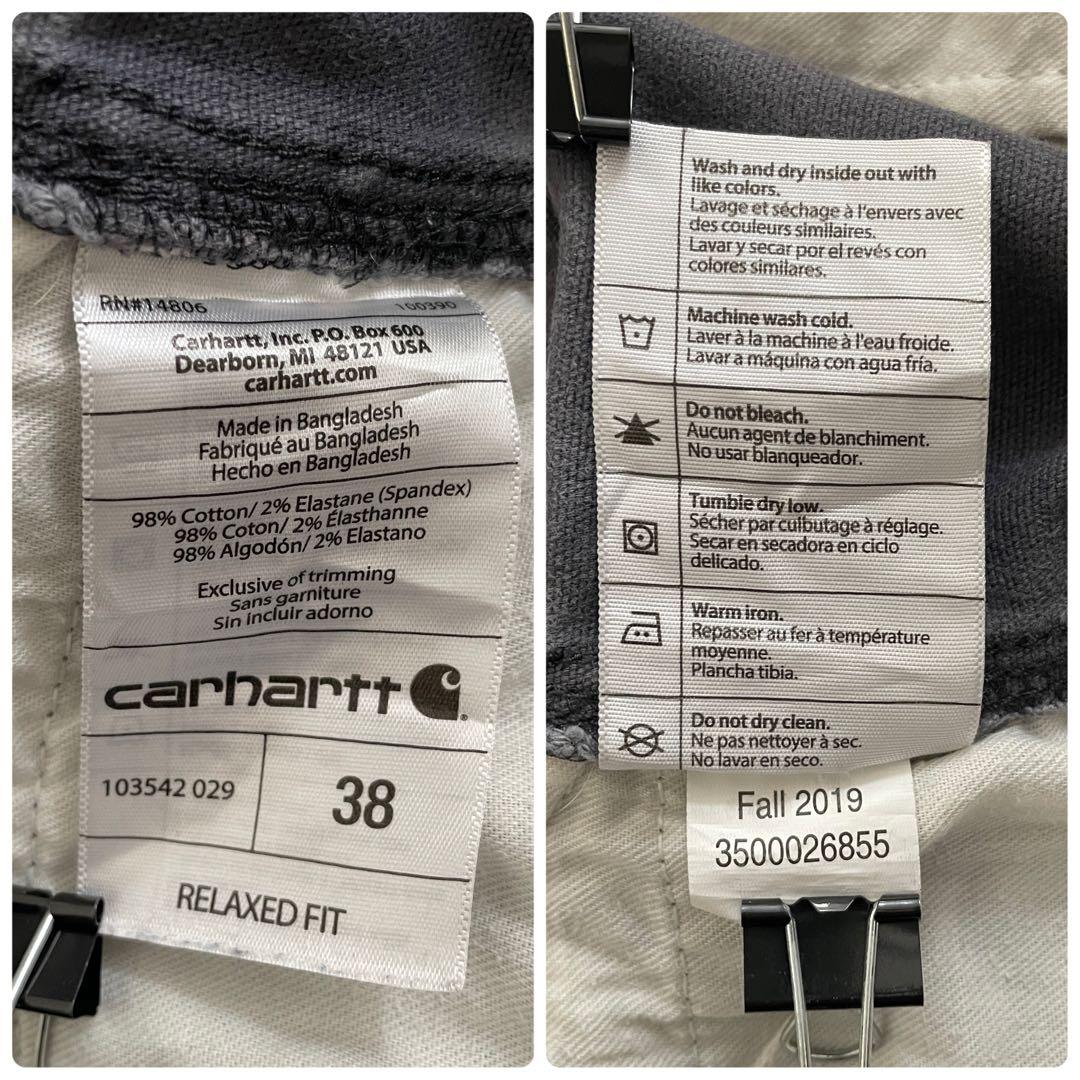 RN#14806 100390
Carhartt, Inc. P.O. Box 600
Dearborn, MI 48121 USA
carhartt.com
Made in Bangladesh
Fabriqué au Bangladesh
Hecho en Bangladesh
98% Cotton/ 2% Elastane (Spandex)
98% Coton/ 2% Élasthanne
98% Algodón/ 2% Elastano
Exclusive of trimming
Sans garniture
Sin incluir adorno
carhartt
103542 029
38
RELAXED FIT
Wash and dry inside out with
like colors.
Lavage et séchage à l'envers avec
des couleurs similaires.
Lavar y secar por el revés con
colores similares.
Machine wash cold.
Laver à la machine à l'eau froide.
Lavar a máquina con agua fría.
Do not bleach.
Aucun agent de blanchiment.
No usar blanqueador.
Tumble dry low.
Sécher par culbutage à réglage.
Secar en secadora en ciclo
delicado.
Warm iron.
Repasser au fer à température
moyenne.
Plancha tibia.
Do not dry clean.
Ne pas nettoyer à sec.
No lavar en seco.
Fall 2019
3500026855